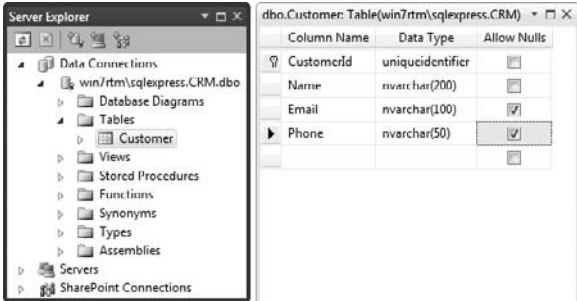 Server Explorer
Data Connections
win7rtm\sqlexpress.CRM.dbo
Database Diagrams
Tables
Customer
Views
Stored Procedures
Functions
Synonyms
Types
Assemblies
Servers
SharePoint Connections
dbo.Customer: Table(win7rtm\sqlexpress.CRM)
Column Name Data Type Allow Nulls
CustomerId uniqueidentifier
Name nvarchar(200)
Email nvarchar(100)
Phone nvarchar(50)